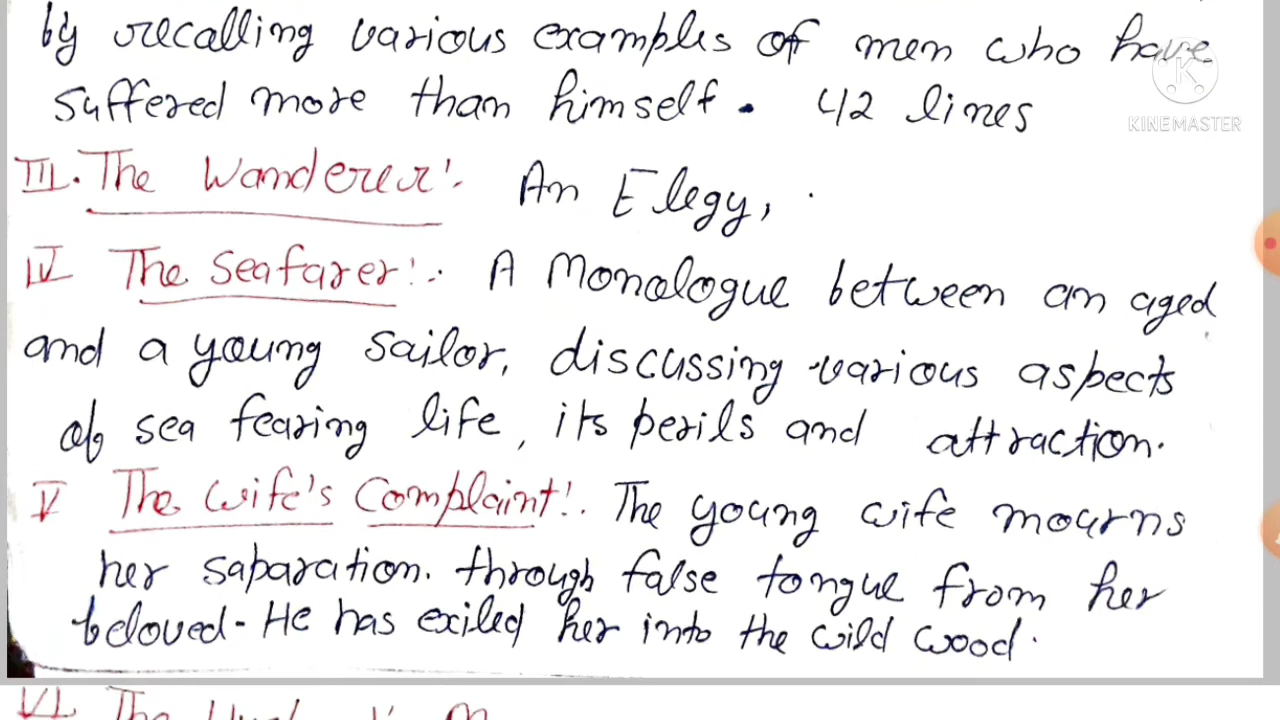 by recalling various examples of men who have
suffered more than himself. 42 lines
KINEMASTER
III. The Wanderer:- An Elegy,
IV The Seafarer:- A Monologue between an aged
and a young sailor, discussing various aspects
of sea fearing life, its perils and attraction.
V The Wife's Complaint:- The young wife mourns
her saparation. through false tongue from her
beloved- He has exiled her into the wild wood.
VI The